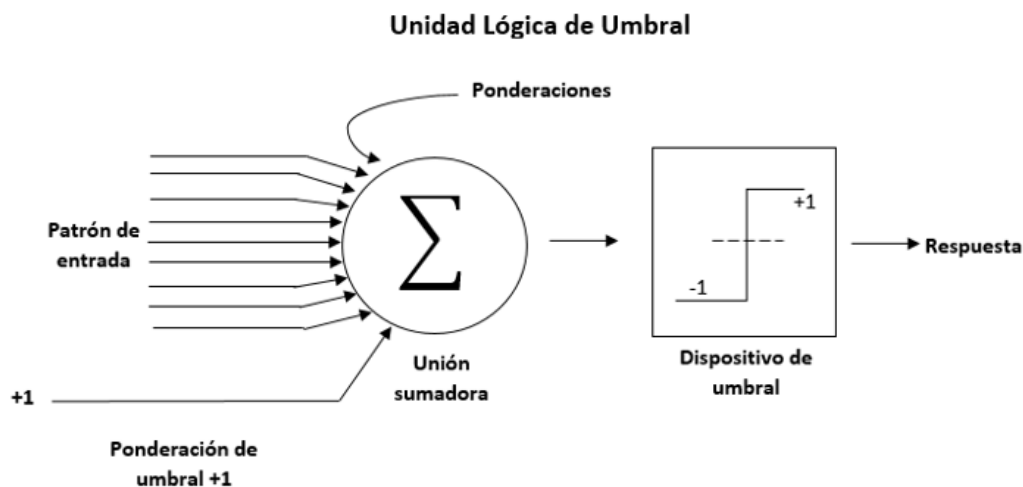 Unidad Lógica de Umbral
Ponderaciones
Patrón de
entrada
∑
+1
-1
Respuesta
Unión
sumadora
Dispositivo de
umbral
+1
Ponderación de
umbral +1